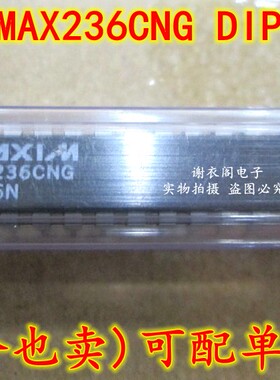 MAX236CNG DIP
MAXIM
236CNG
5N
谢衣阁电子
实物拍摄 盗图必究!
也卖)可配单